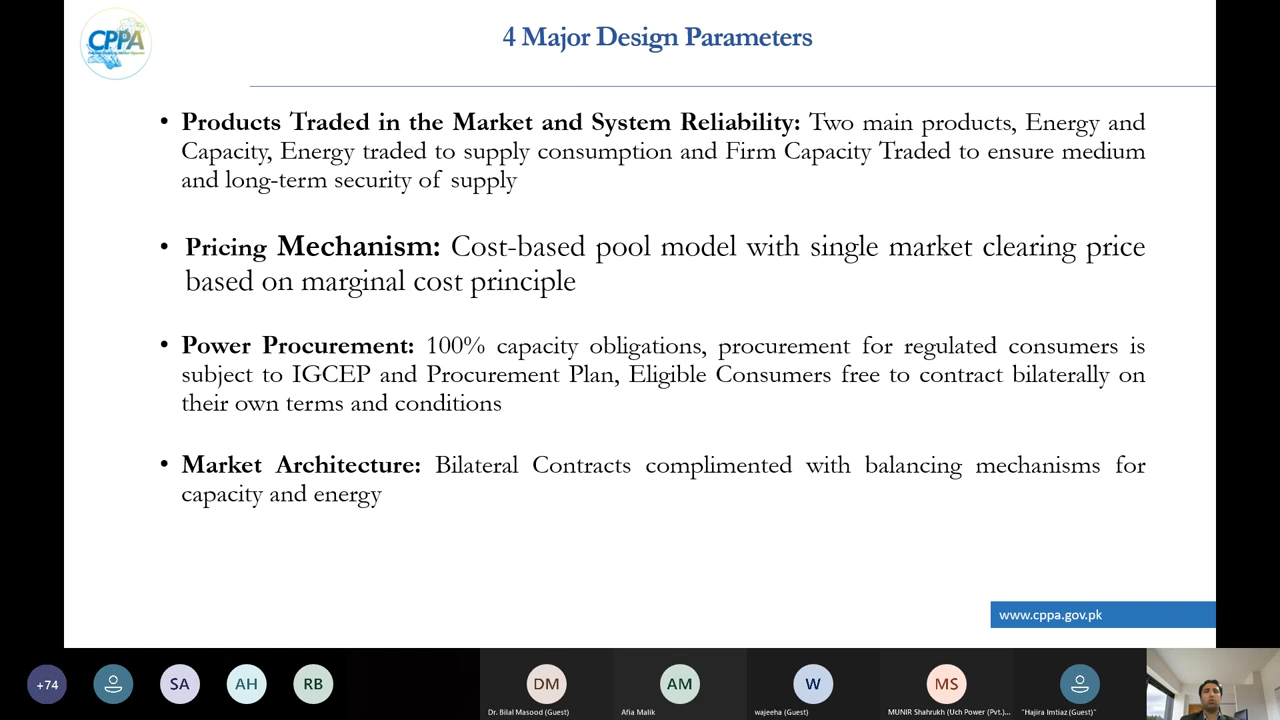 CPPA
4 Major Design Parameters
• Products Traded in the Market and System Reliability: Two main products, Energy and
Capacity, Energy traded to supply consumption and Firm Capacity Traded to ensure medium
and long-term security of supply
• Pricing Mechanism: Cost-based pool model with single market clearing price
based on marginal cost principle
• Power Procurement: 100% capacity obligations, procurement for regulated consumers is
subject to IGCEP and Procurement Plan, Eligible Consumers free to contract bilaterally on
their own terms and conditions
• Market Architecture: Bilateral Contracts complimented with balancing mechanisms for
capacity and energy
www.cppa.gov.pk
+74
SA
AH
RB
DM
Dr. Bilal Masood (Guest)
AM
Afia Malik
W
wajeeha (Guest)
MS
MUNIR Shahrukh (Uch Power (Pvt.)...
"Hajira Imtiaz (Guest)"